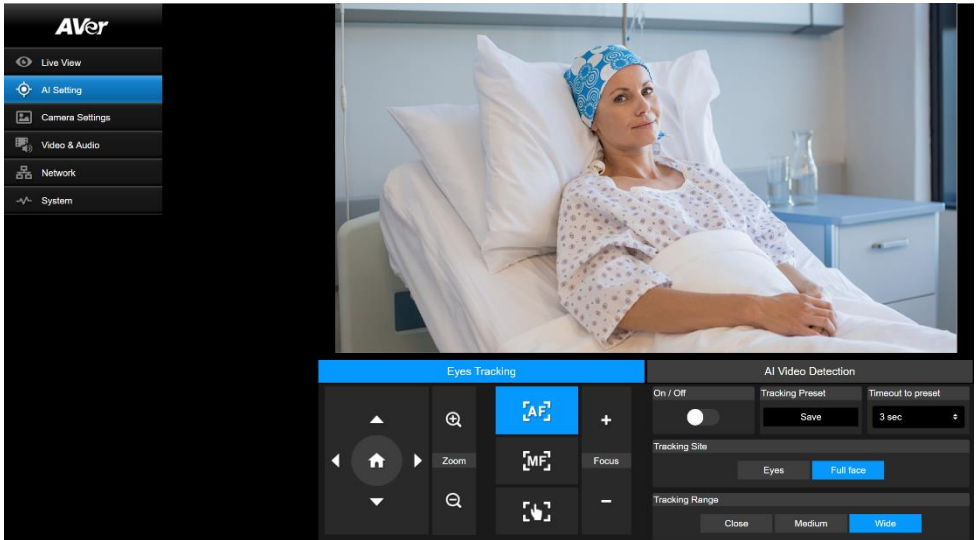 AVer
Live View
AI Setting
Camera Settings
Video & Audio
Network
System
Eyes Tracking
AI Video Detection
On / Off
Tracking Preset
Timeout to preset
AF
Save
3 sec
Zoom
MF
Focus
Tracking Site
Eyes
Full face
Tracking Range
Close
Medium
Wide